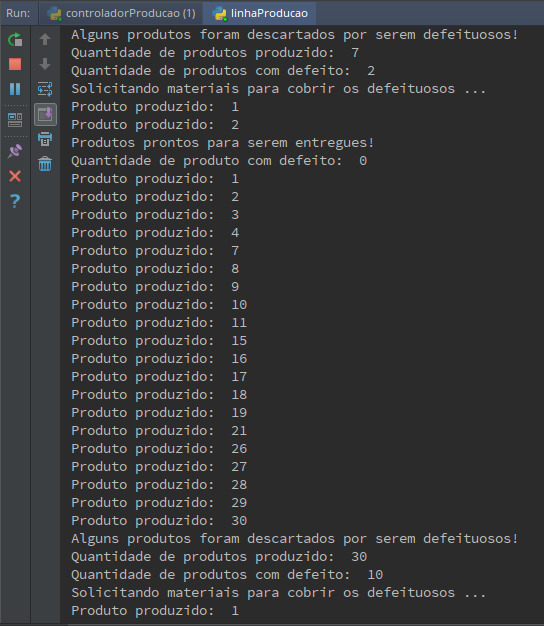 Run: controladorProducao (1) linhaProducao
Alguns produtos foram descartados por serem defeituosos!
Quantidade de produtos produzido: 7
Quantidade de produtos com defeito: 2
Solicitando materiais para cobrir os defeituosos ...
Produto produzido: 1
Produto produzido: 2
Produtos prontos para serem entregues!
Quantidade de produto com defeito: 0
Produto produzido: 1
Produto produzido: 2
Produto produzido: 3
Produto produzido: 4
Produto produzido: 7
Produto produzido: 8
Produto produzido: 9
Produto produzido: 10
Produto produzido: 11
Produto produzido: 15
Produto produzido: 16
Produto produzido: 17
Produto produzido: 18
Produto produzido: 19
Produto produzido: 21
Produto produzido: 26
Produto produzido: 27
Produto produzido: 28
Produto produzido: 29
Produto produzido: 30
Alguns produtos foram descartados por serem defeituosos!
Quantidade de produtos produzido: 30
Quantidade de produtos com defeito: 10
Solicitando materiais para cobrir os defeituosos ...
Produto produzido: 1